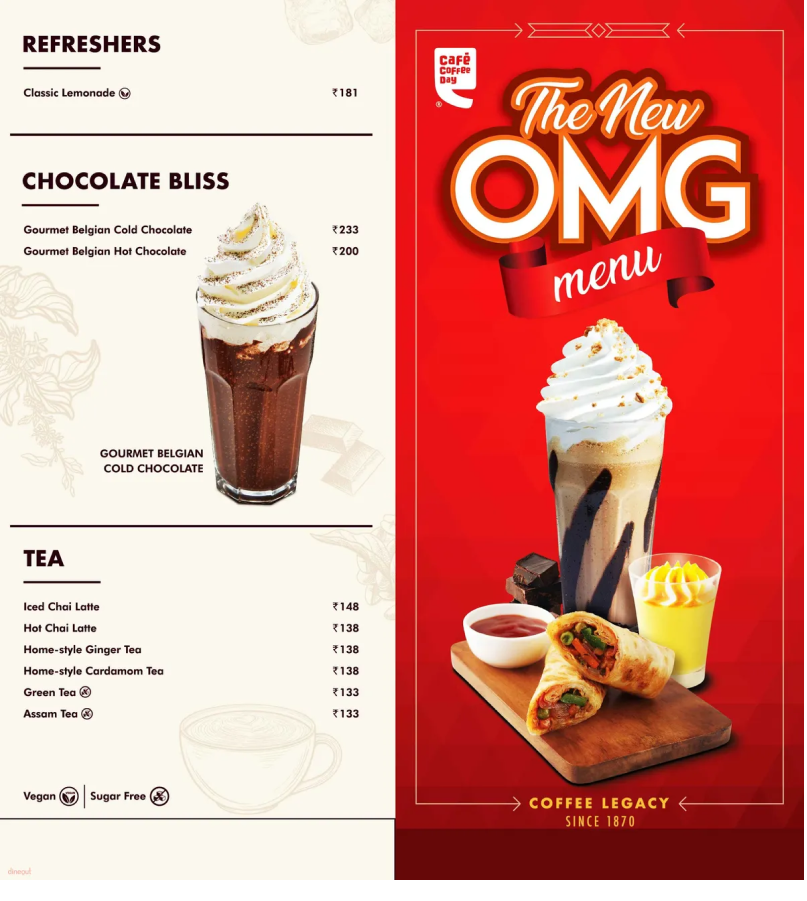 REFRESHERS
Classic Lemonade ₹181
CHOCOLATE BLISS
Gourmet Belgian Cold Chocolate ₹233
Gourmet Belgian Hot Chocolate ₹200
GOURMET BELGIAN
COLD CHOCOLATE
TEA
Iced Chai Latte ₹148
Hot Chai Latte ₹138
Home-style Ginger Tea ₹138
Home-style Cardamom Tea ₹138
Green Tea ₹133
Assam Tea ₹133
Vegan | Sugar Free
Café
Coffee
Day
®
The New
OMG
menu
COFFEE LEGACY
SINCE 1870